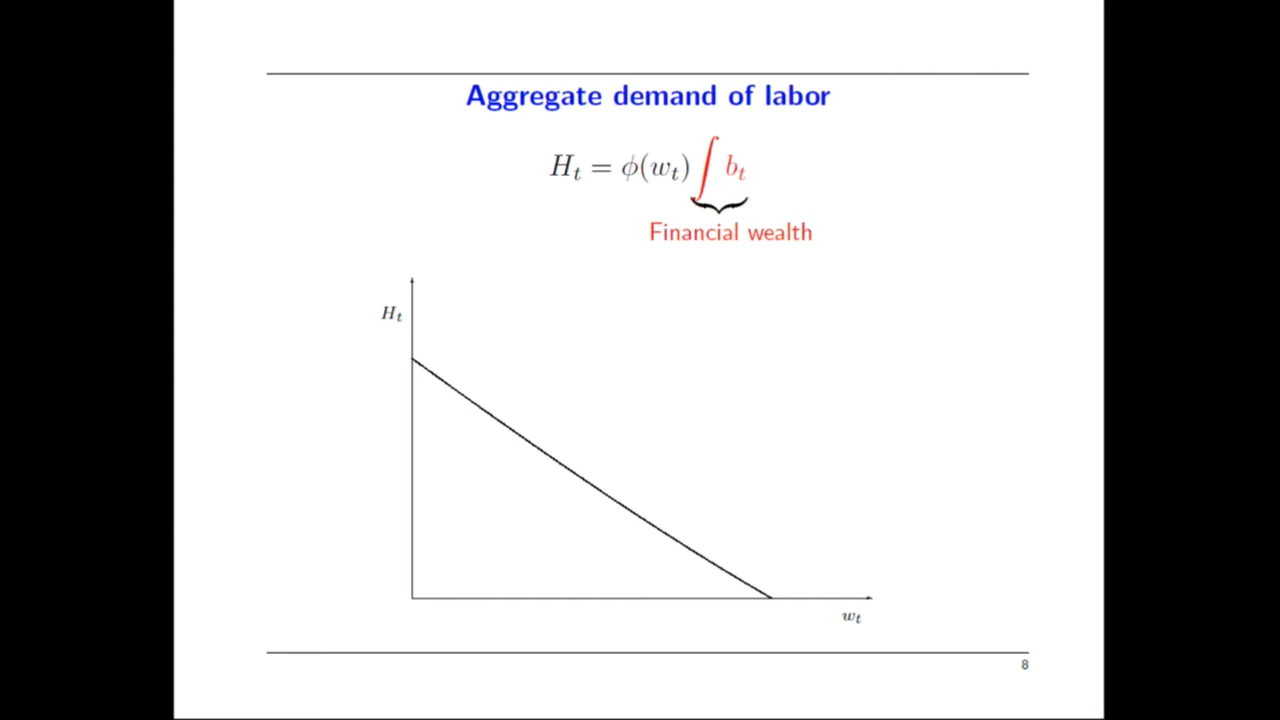 Aggregate demand of labor
H_t = ϕ(w_t) ∫ b_t
Financial wealth
H_t
w_t
8